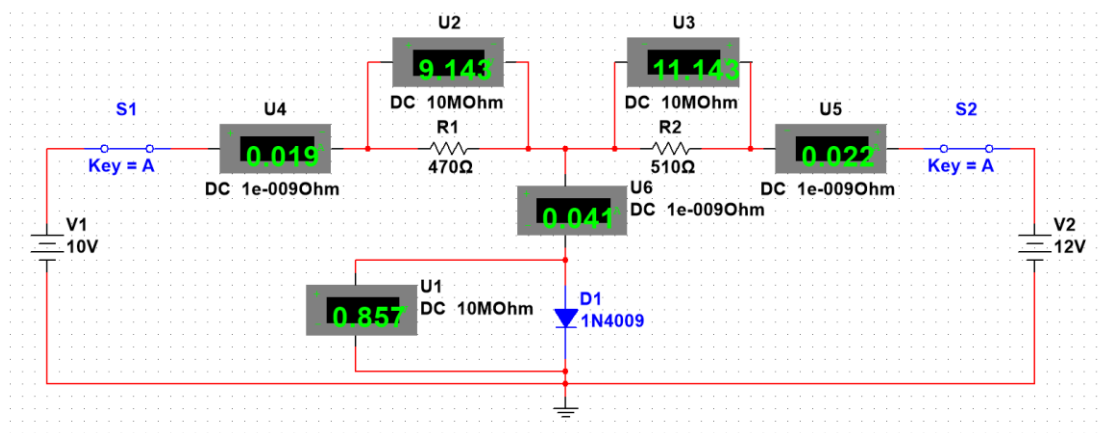 U2
U3
9.143
11.143
S1
U4
DC 10MOhm
DC 10MOhm
U5
S2
R1
R2
Key = A
0.019
470Ω
510Ω
0.022
Key = A
DC 1e-009Ohm
DC 1e-009Ohm
U6
0.041
DC 1e-009Ohm
V1
10V
V2
12V
U1
0.857
DC 10MOhm
D1
1N4009